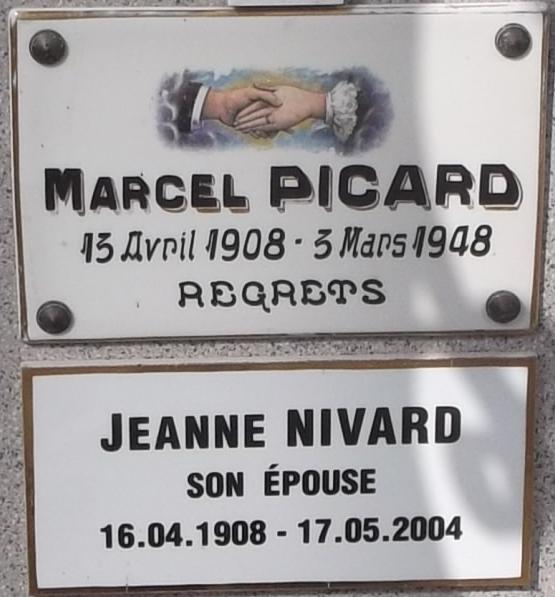 MARCEL PICARD
13 Avril 1908 - 3 Mars 1948
REGRETS
JEANNE NIVARD
SON ÉPOUSE
16.04.1908 - 17.05.2004